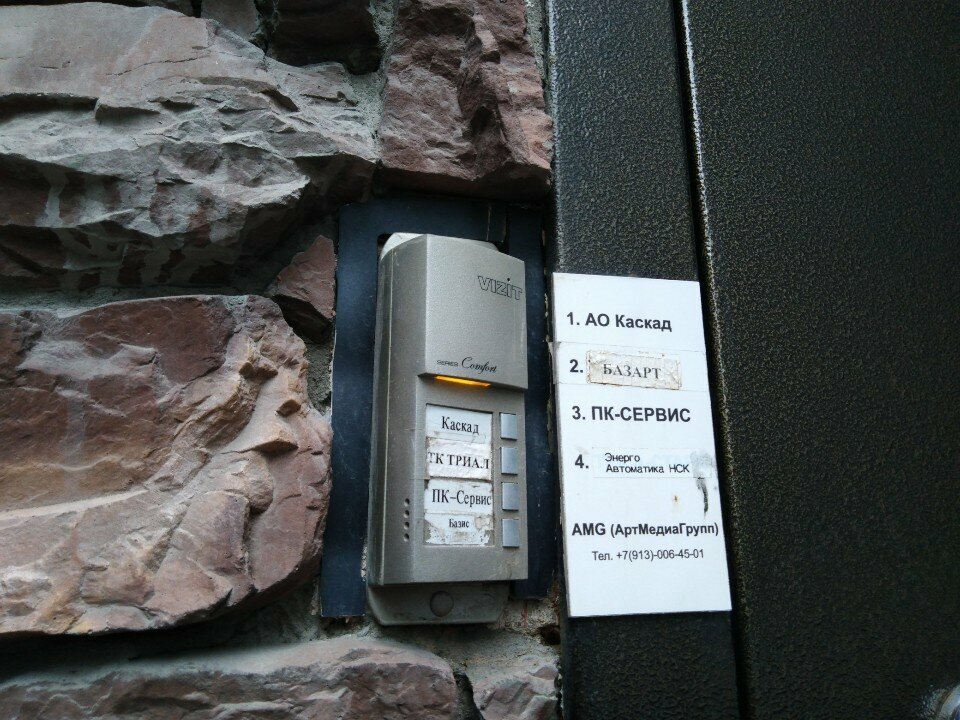 VIZIT
SERIES Comfort
Каскад
ТК ТРИАЛ
ПК-Сервис
Базис
1. АО Каскад
2. БАЗАРТ
3. ПК-СЕРВИС
4. Энерго
Автоматика НСК
AMG (АртМедиаГрупп)
Тел. +7(913)-006-45-01